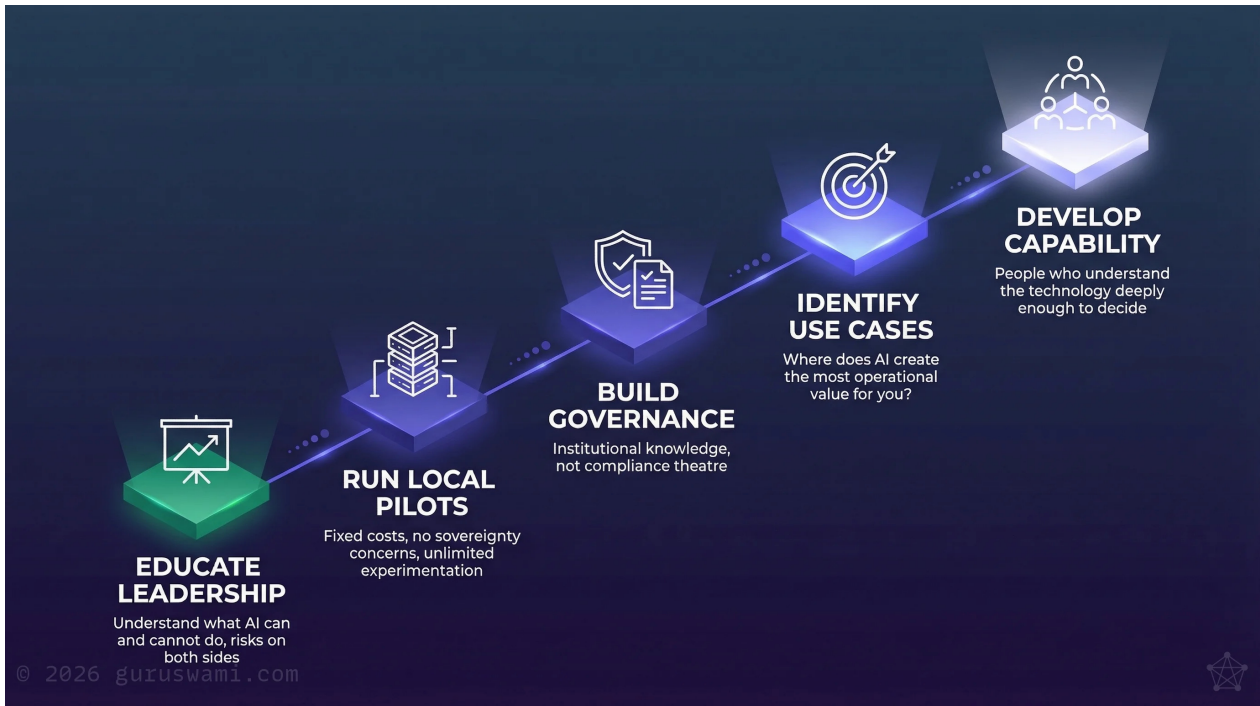 EDUCATE
LEADERSHIP
Understand what AI can
and cannot do, risks on
both sides
RUN LOCAL
PILOTS
Fixed costs, no sovereignty
concerns, unlimited
experimentation
BUILD
GOVERNANCE
Institutional knowledge,
not compliance theatre
IDENTIFY
USE CASES
Where does AI create
the most operational
value for you?
DEVELOP
CAPABILITY
People who understand
the technology deeply
enough to decide
© 2026 guruswami.com